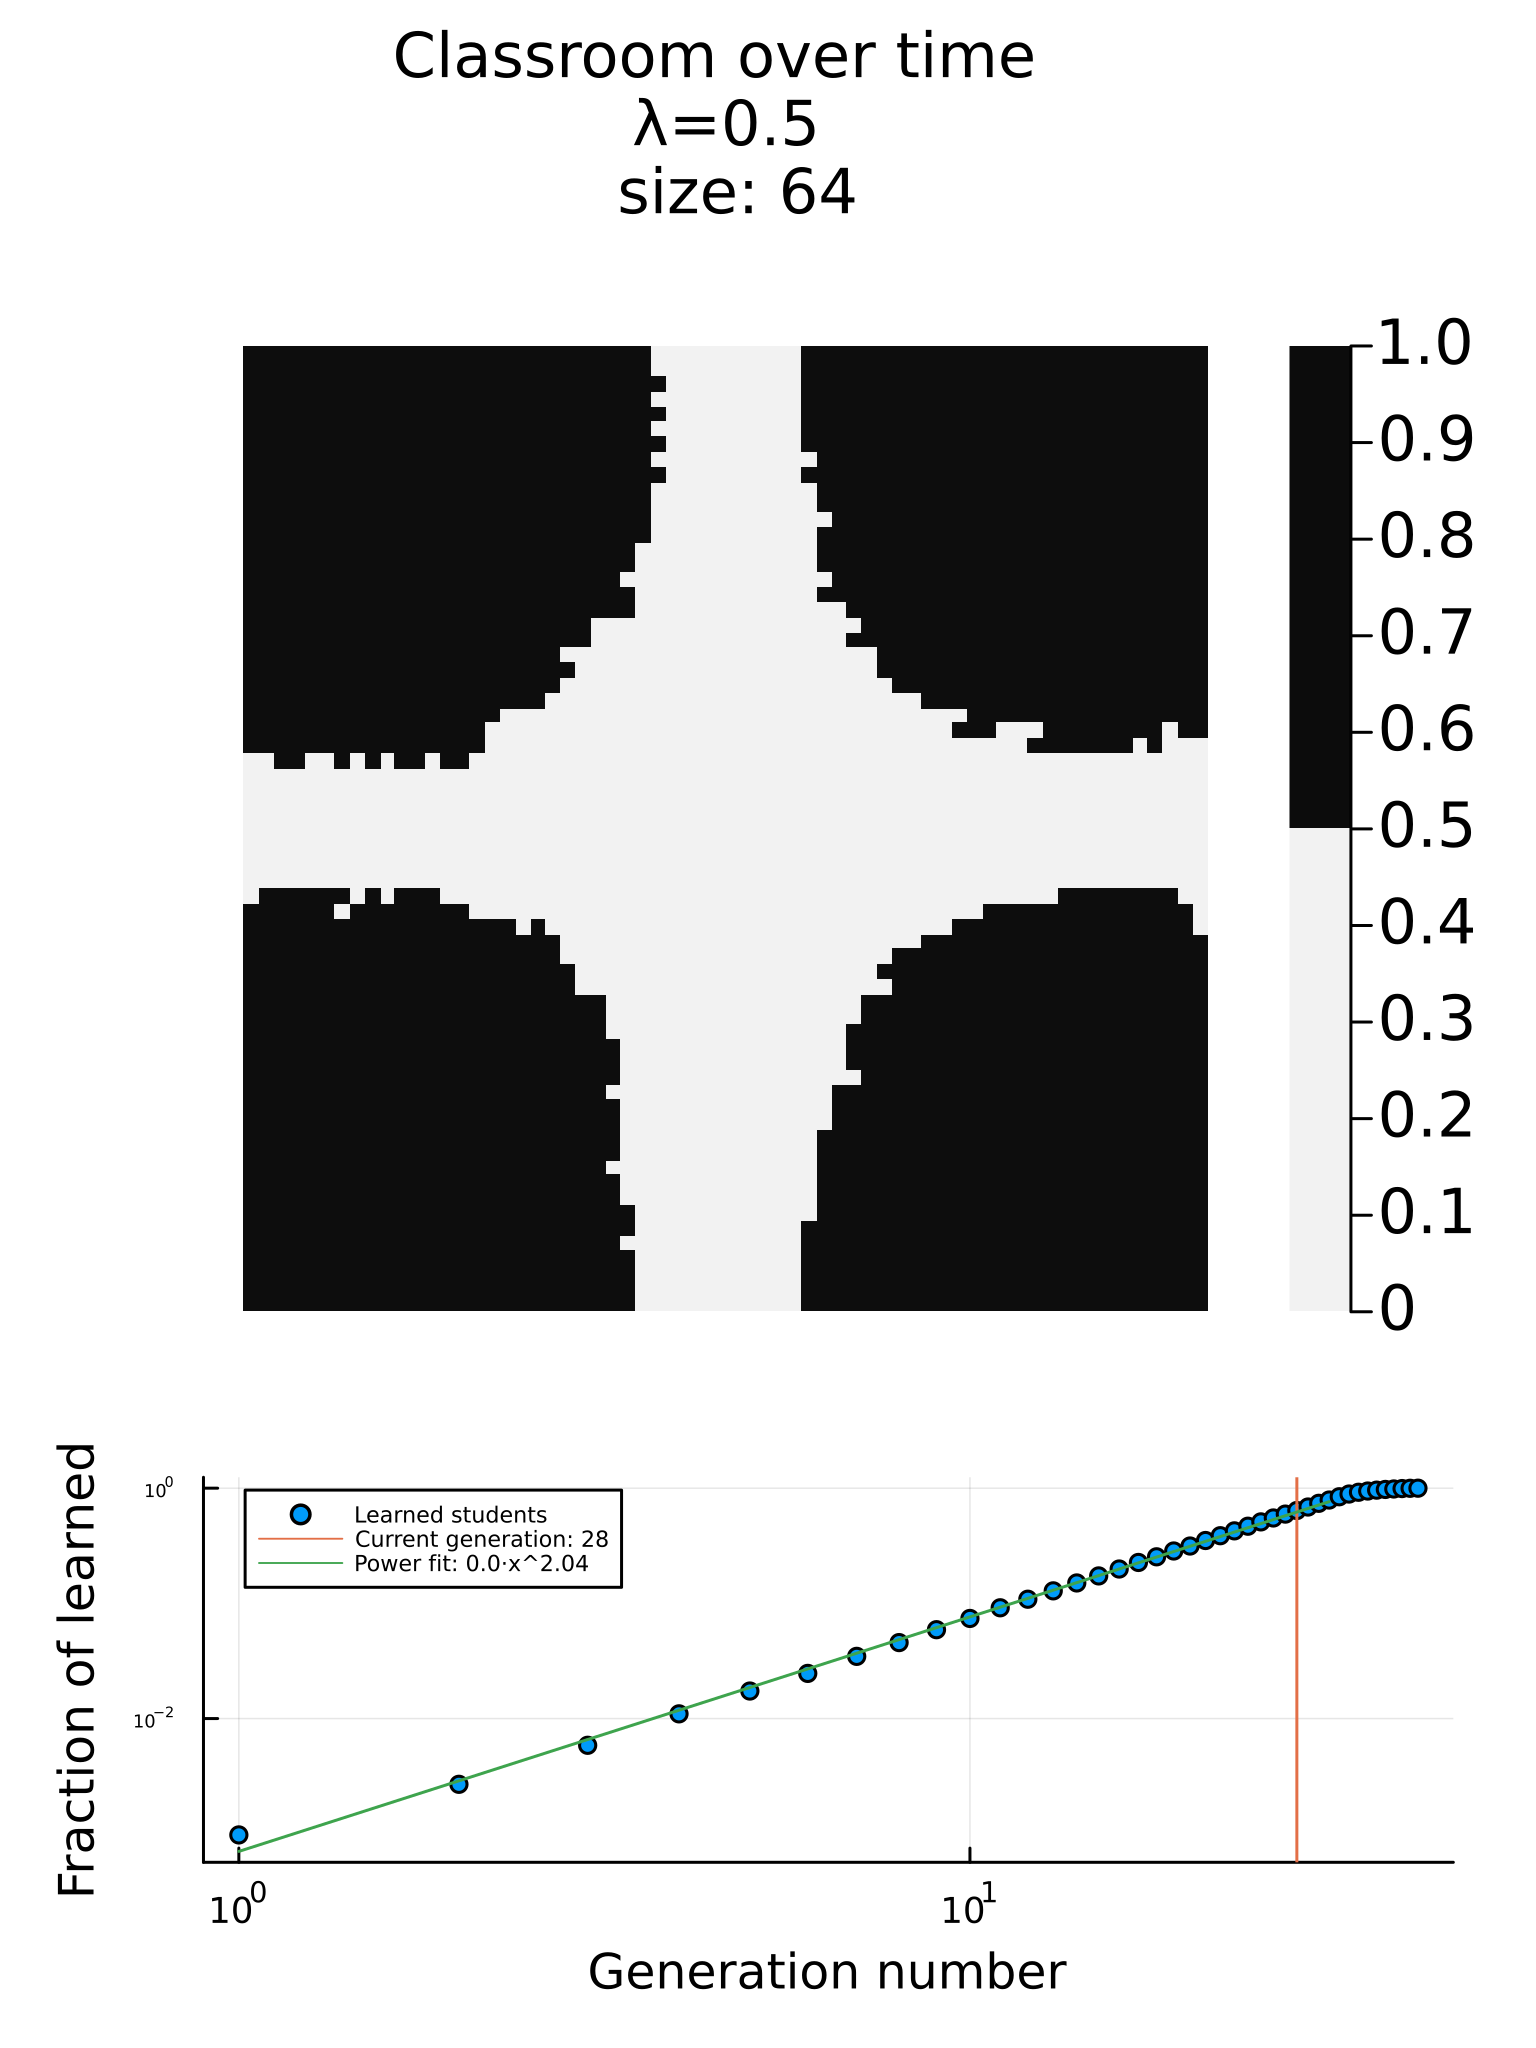 Classroom over time
λ=0.5
size: 64
1.0
0.9
0.8
0.7
0.6
0.5
0.4
0.3
0.2
0.1
0
Fraction of learned
10⁰
10⁻²
Learned students
Current generation: 28
Power fit: 0.0·x^2.04
10⁰
10¹
Generation number